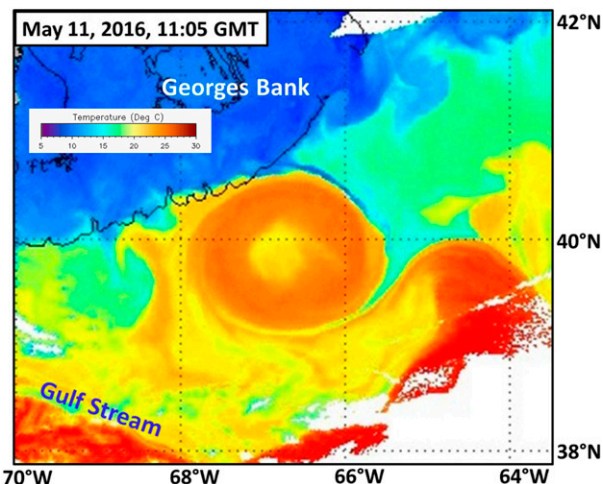 May 11, 2016, 11:05 GMT
42°N
Georges Bank
Temperature (Deg C)
5 10 15 20 25 30
40°N
Gulf Stream
38°N
70°W 68°W 66°W 64°W